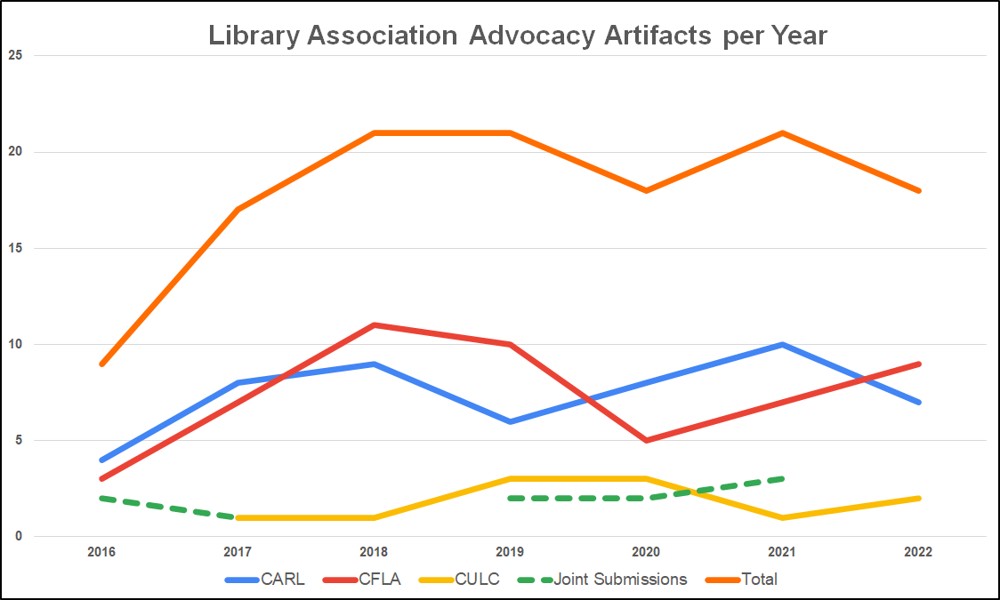 Library Association Advocacy Artifacts per Year
25
20
15
10
5
0
2016 2017 2018 2019 2020 2021 2022
CARL CFLA CULC Joint Submissions Total